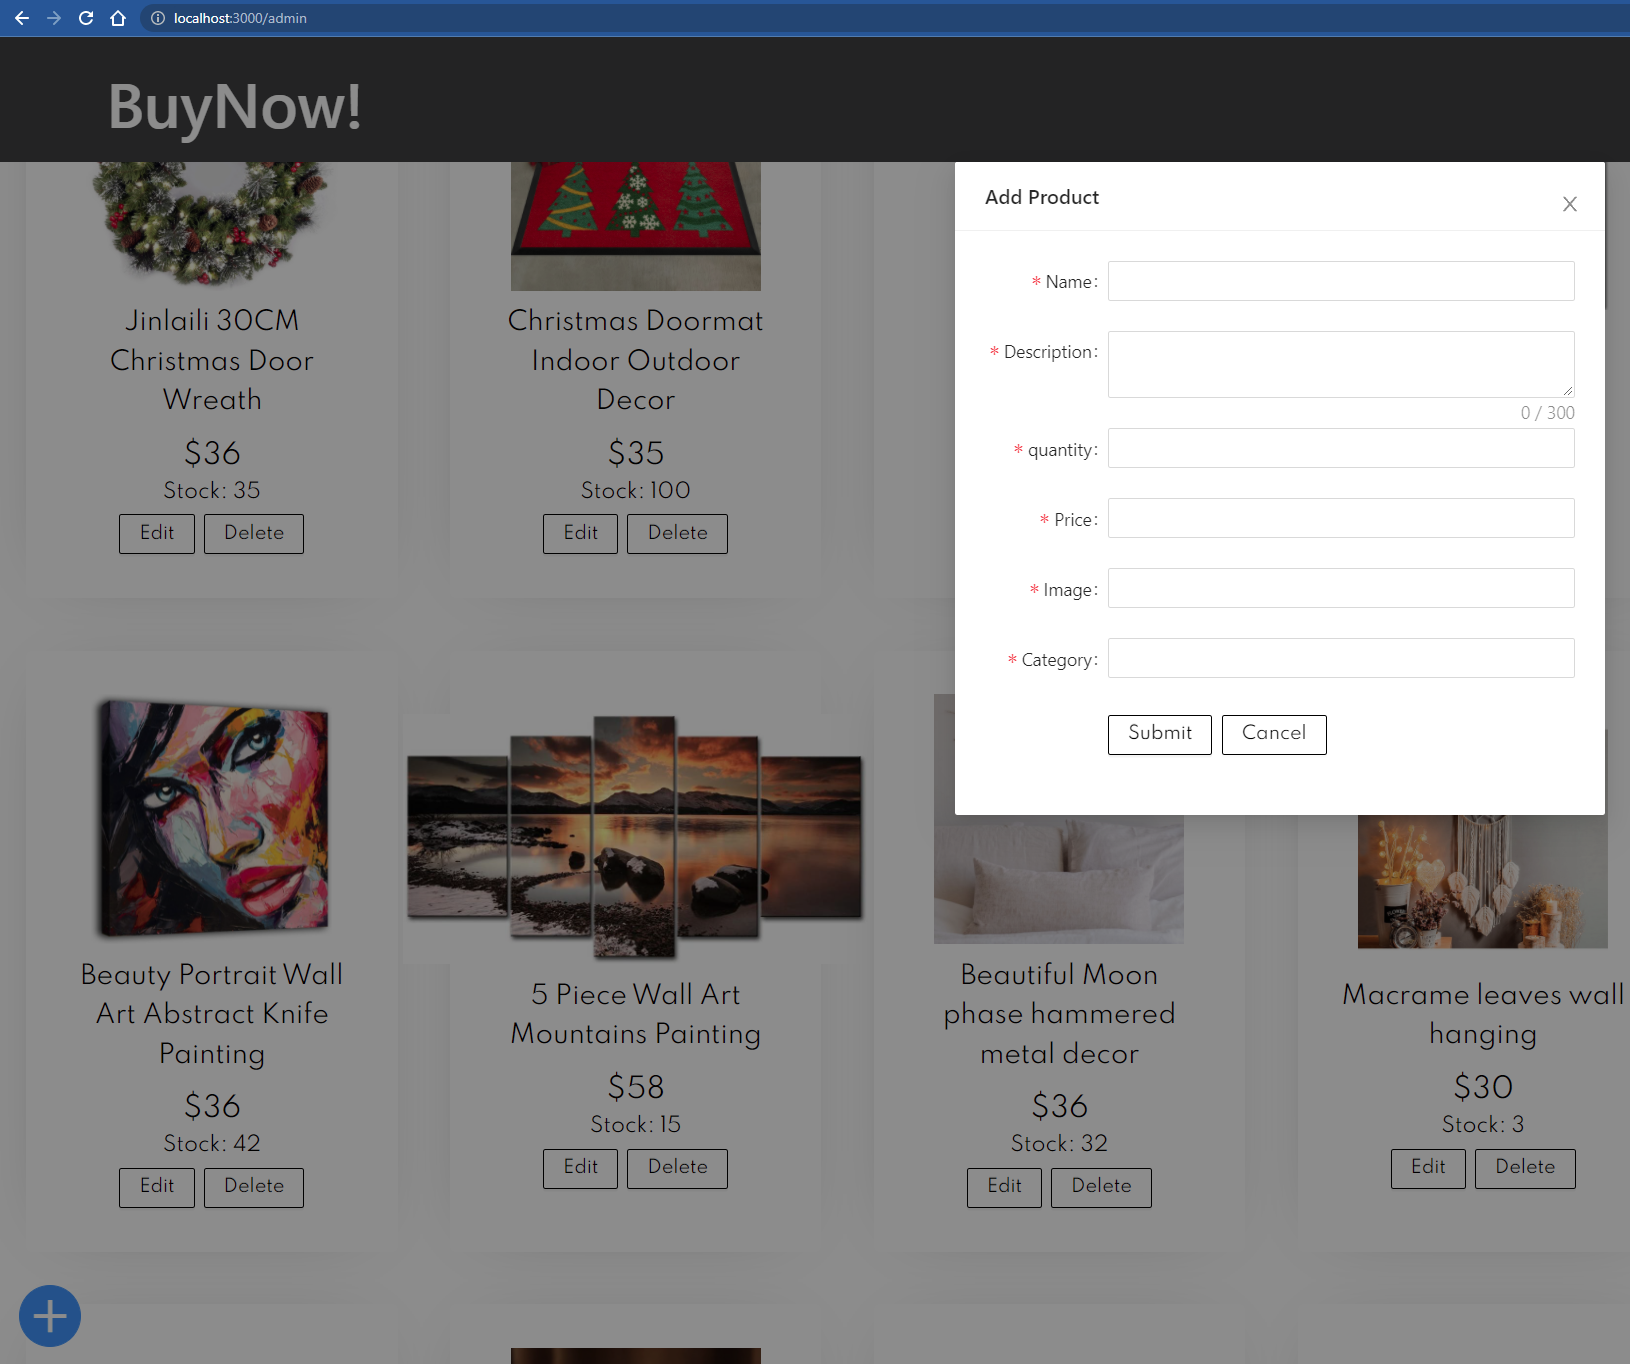 localhost:3000/admin
BuyNow!
Jinlaili 30CM
Christmas Door
Wreath
$36
Stock: 35
Edit Delete
Christmas Doormat
Indoor Outdoor
Decor
$35
Stock: 100
Edit Delete
Add Product
* Name:
* Description:
0 / 300
* quantity:
* Price:
* Image:
* Category:
Submit Cancel
Beauty Portrait Wall
Art Abstract Knife
Painting
$36
Stock: 42
Edit Delete
5 Piece Wall Art
Mountains Painting
$58
Stock: 15
Edit Delete
Beautiful Moon
phase hammered
metal decor
$36
Stock: 32
Edit Delete
Macrame leaves wall
hanging
$30
Stock: 3
Edit Delete